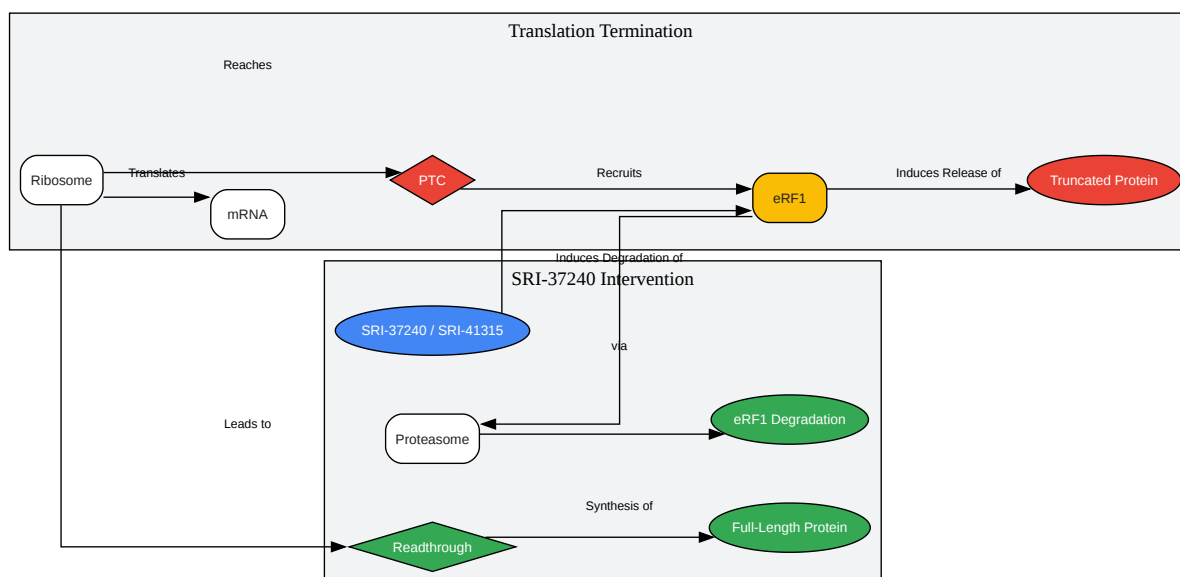 Translation Termination
Reaches
Ribosome
Translates
mRNA
PTC
Recruits
eRF1
Induces Release of
Truncated Protein
Induces Degradation of
SRI-37240 Intervention
SRI-37240 / SRI-41315
via
Leads to
Proteasome
eRF1 Degradation
Readthrough
Synthesis of
Full-Length Protein